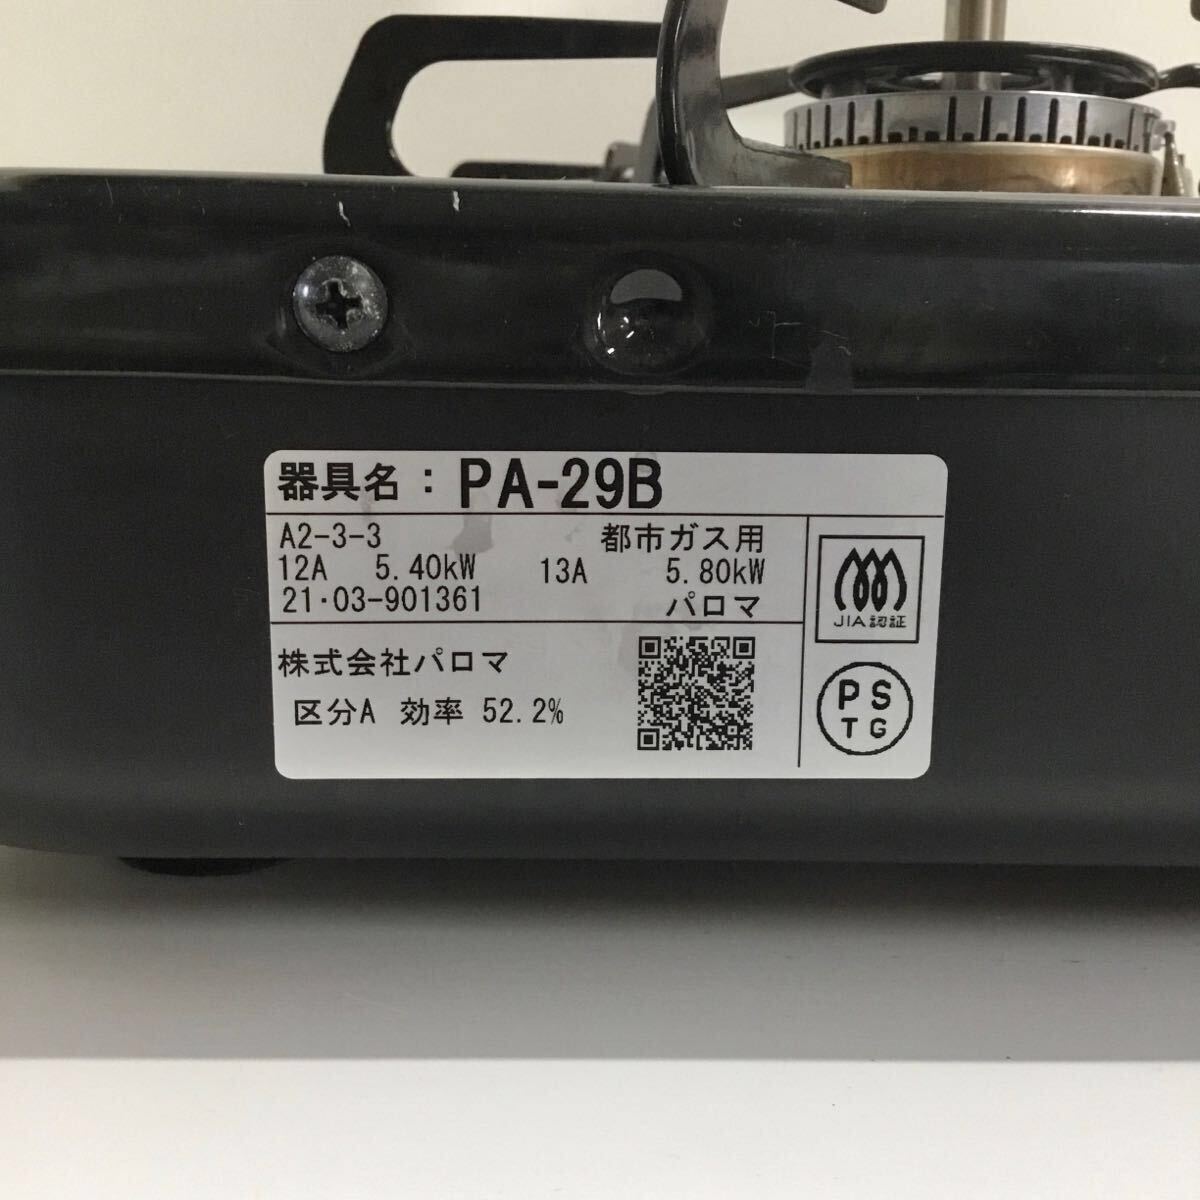 器具名：PA-29B
A2-3-3 都市ガス用
12A 5.40kW 13A 5.80kW
21・03-901361 パロマ
株式会社パロマ
区分A 効率 52.2%
JIA認証
PS
TG